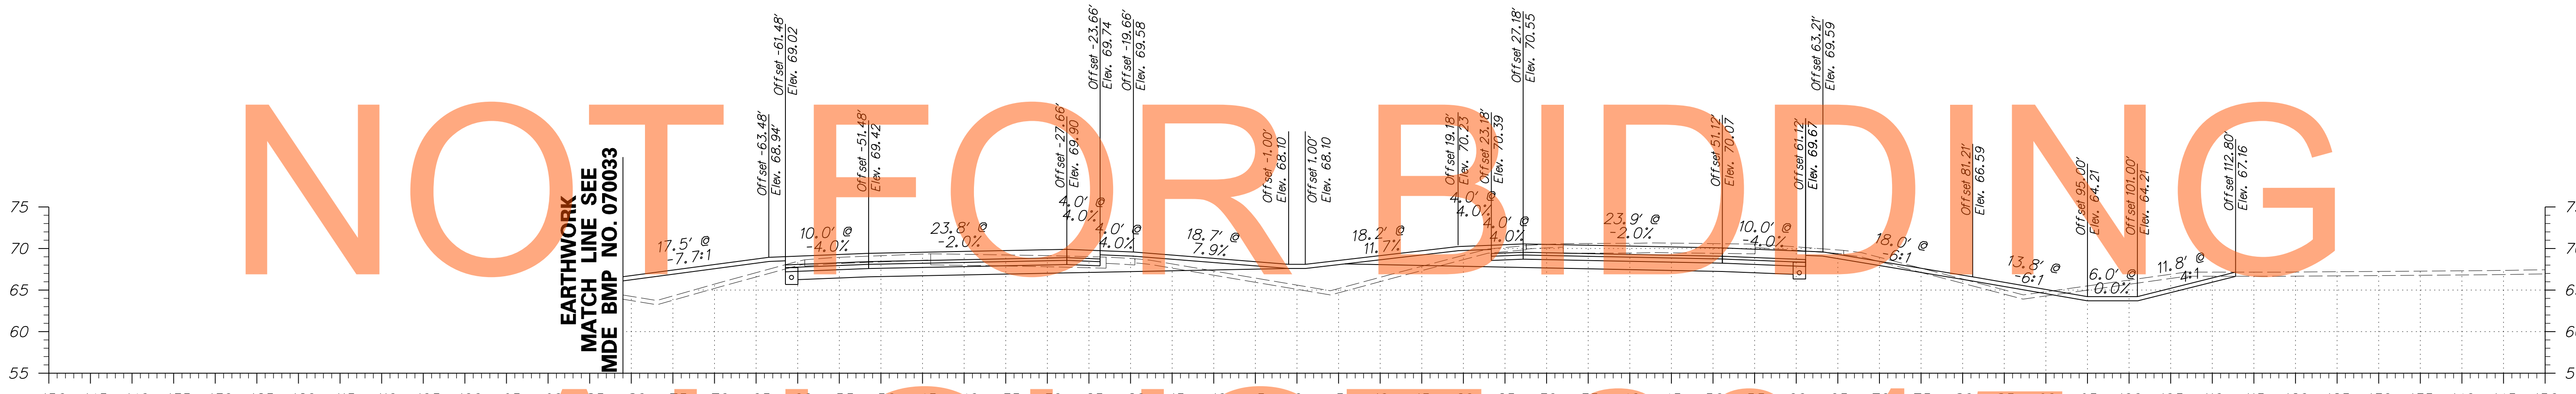 NOT FOR BIDDING
EARTHWORK
MATCH LINE SEE
MDE BMP NO. 070033
Offset -63.48'
Elev. 68.94'
Offset -61.48'
Elev. 69.02
Offset -51.48'
Elev. 69.42
Offset -27.66'
Elev. 69.90
Offset -23.66'
Elev. 69.74
Offset -19.66'
Elev. 69.58
Offset -1.00'
Elev. 68.10
Offset 1.00'
Elev. 68.10
Offset 19.18'
Elev. 70.23
Offset 23.18'
Elev. 70.39
Offset 27.18'
Elev. 70.55
Offset 51.12'
Elev. 70.07
Offset 61.12'
Elev. 69.67
Offset 63.21'
Elev. 69.59
Offset 81.21'
Elev. 66.59
Offset 95.00'
Elev. 64.21
Offset 101.00'
Elev. 64.21
Offset 112.80'
Elev. 67.16
17.5' @
-7.7:1
10.0' @
-4.0%
23.8' @
-2.0%
4.0' @
4.0%
4.0' @
4.0%
18.7' @
7.9%
18.2' @
11.7%
4.0' @
4.0%
4.0' @
4.0%
23.9' @
-2.0%
10.0' @
-4.0%
18.0' @
-6:1
13.8' @
-6:1
6.0' @
0.0%
11.8' @
4:1
75
70
65
60
55